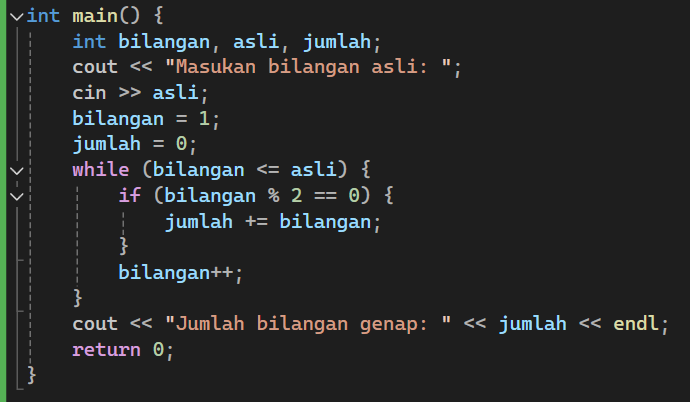 int main() {
    int bilangan, asli, jumlah;
    cout << "Masukan bilangan asli: ";
    cin >> asli;
    bilangan = 1;
    jumlah = 0;
    while (bilangan <= asli) {
        if (bilangan % 2 == 0) {
            jumlah += bilangan;
        }
        bilangan++;
    }
    cout << "Jumlah bilangan genap: " << jumlah << endl;
    return 0;
}